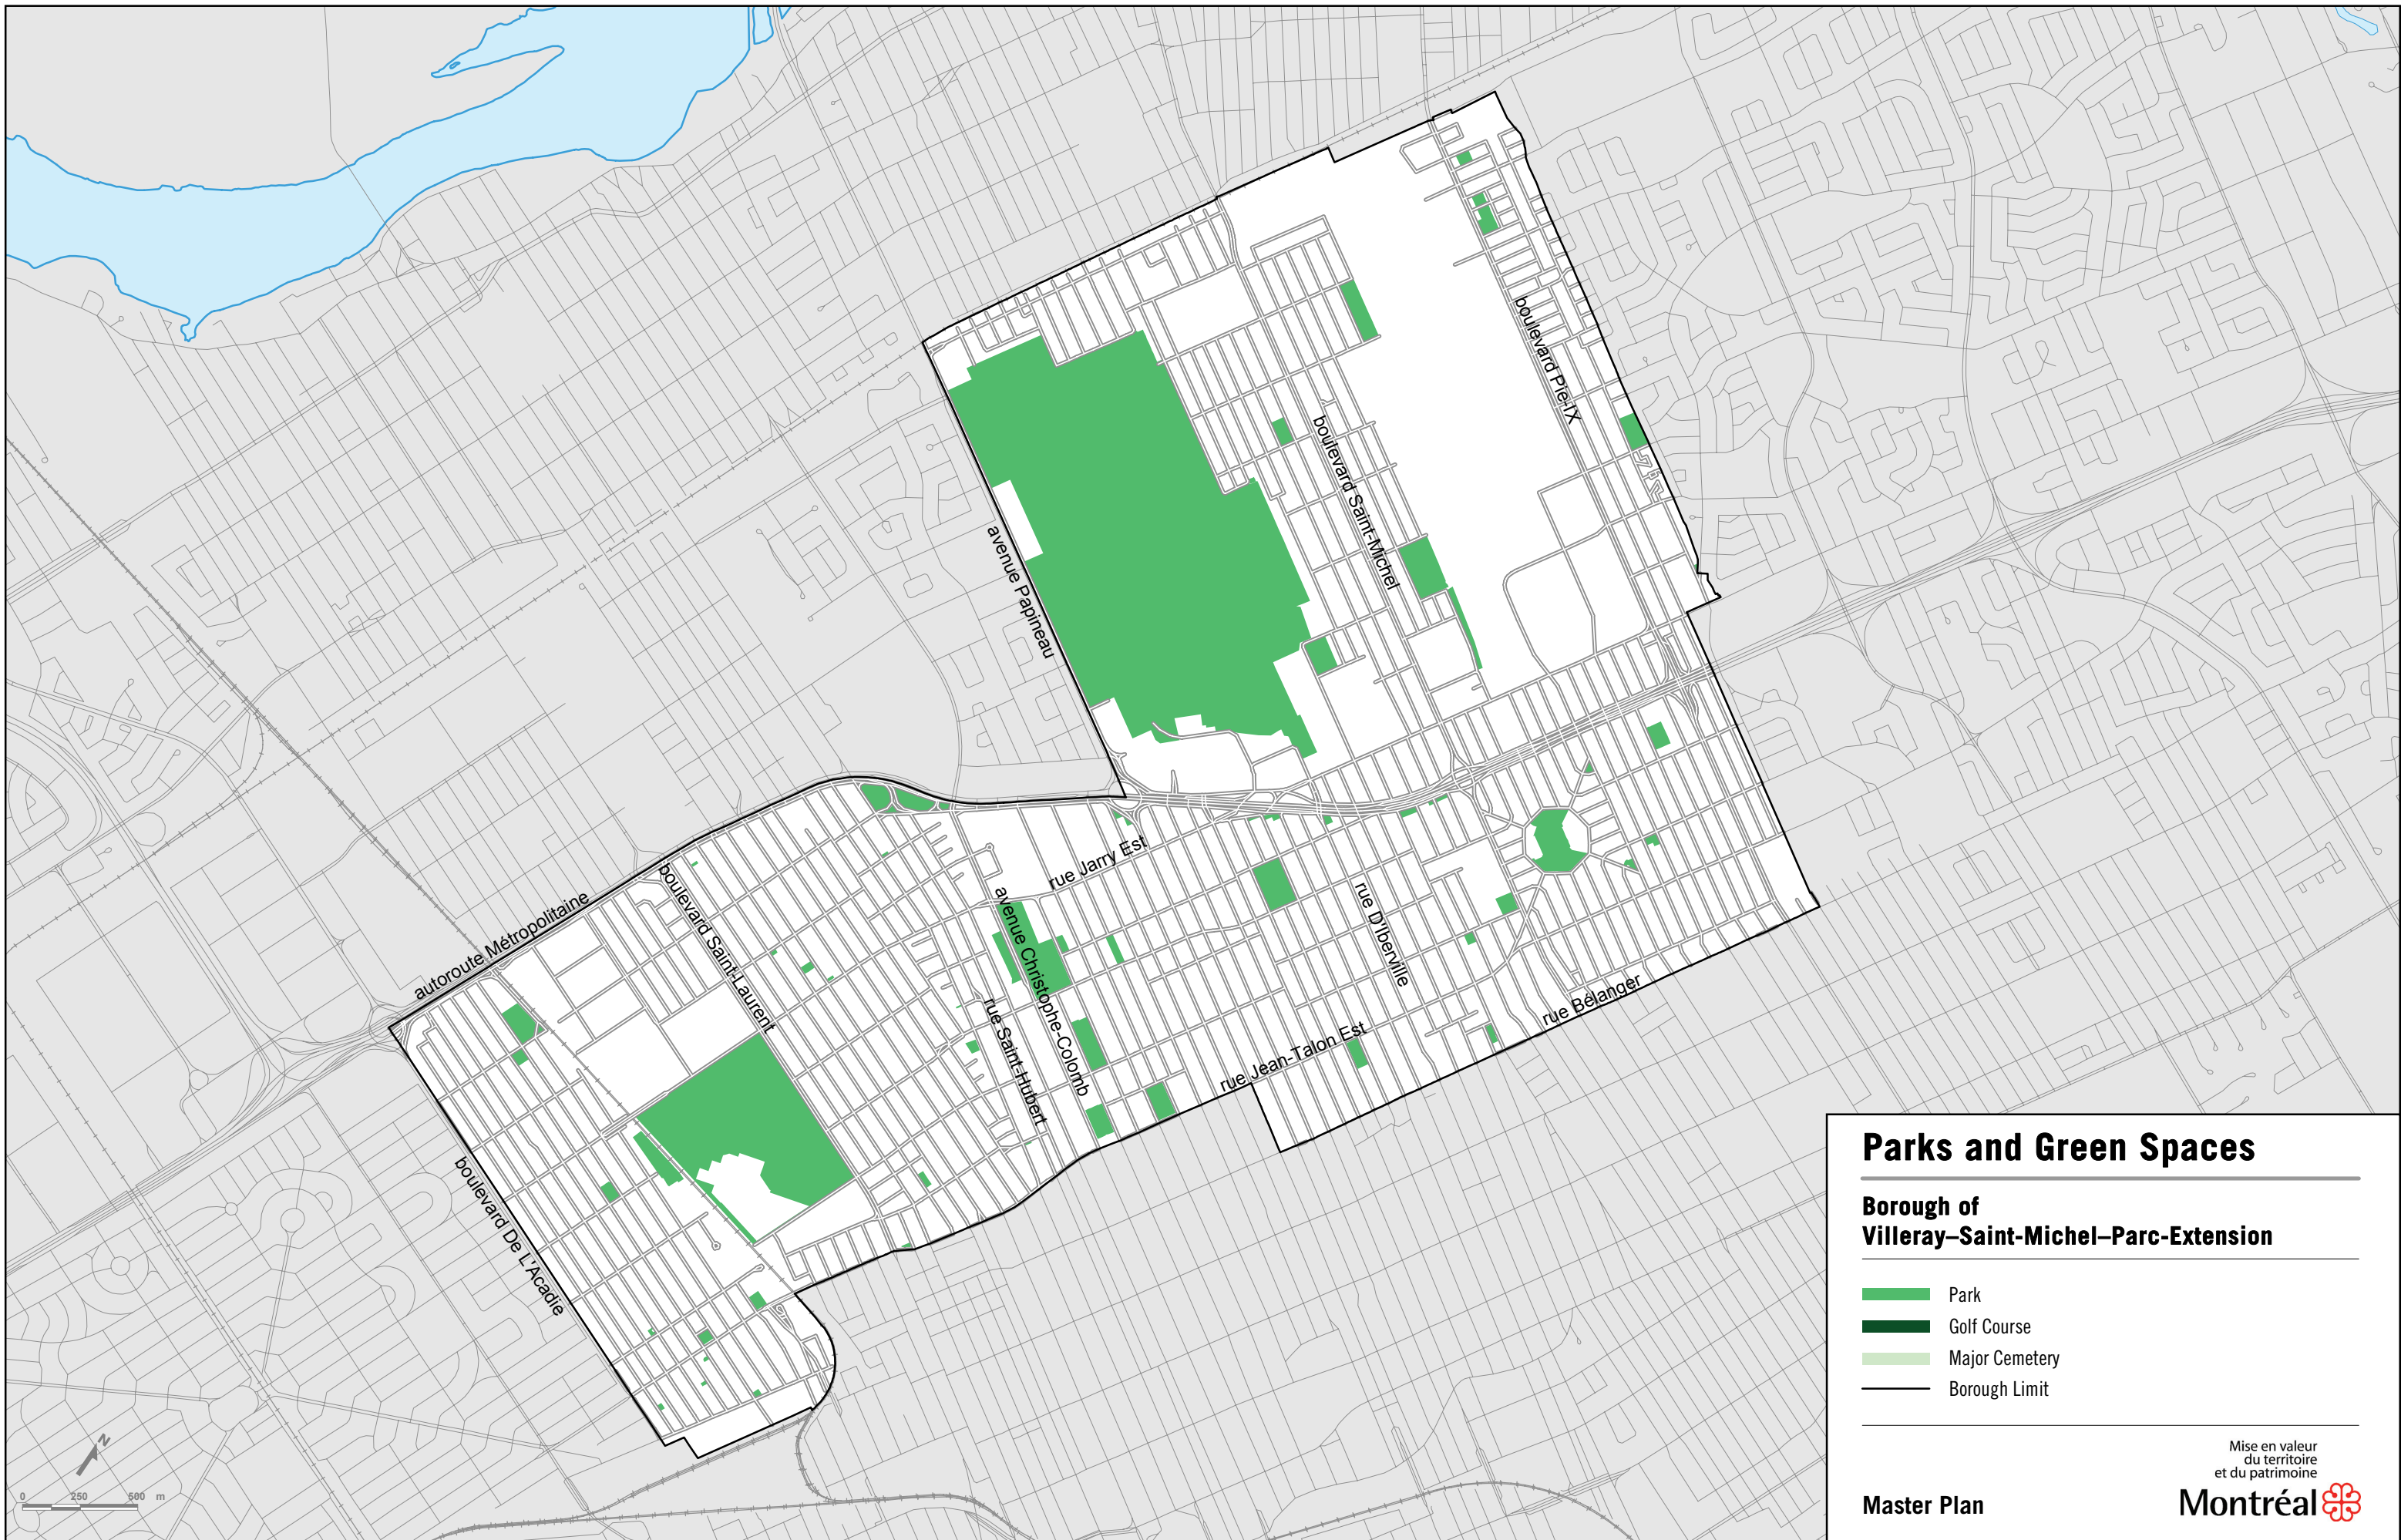 boulevard Pie-IX
boulevard Saint-Michel
avenue Papineau
rue Jarry Est
autoroute Métropolitaine
boulevard Saint-Laurent
avenue Christophe-Colomb
rue D'Iberville
rue Saint-Hubert
rue Bélanger
rue Jean-Talon Est
boulevard De L'Acadie
N
0 250 500 m
Parks and Green Spaces
Borough of
Villeray–Saint-Michel–Parc-Extension
Park
Golf Course
Major Cemetery
Borough Limit
Mise en valeur
du territoire
et du patrimoine
Master Plan
Montréal